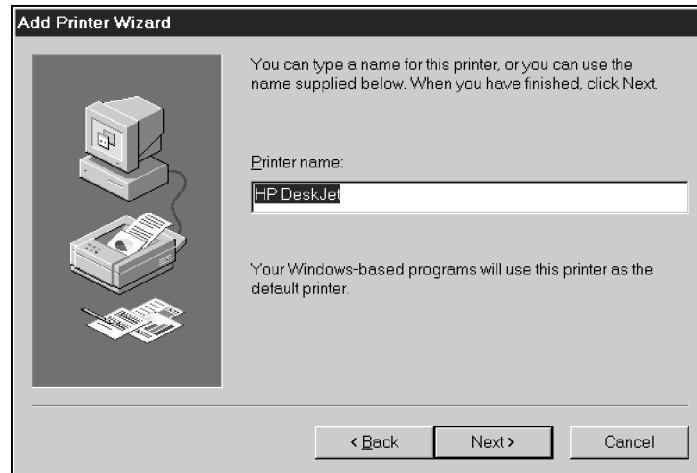 Add Printer Wizard
You can type a name for this printer, or you can use the
name supplied below. When you have finished, click Next.
Printer name:
HP DeskJet
Your Windows-based programs will use this printer as the
default printer.
< Back
Next >
Cancel